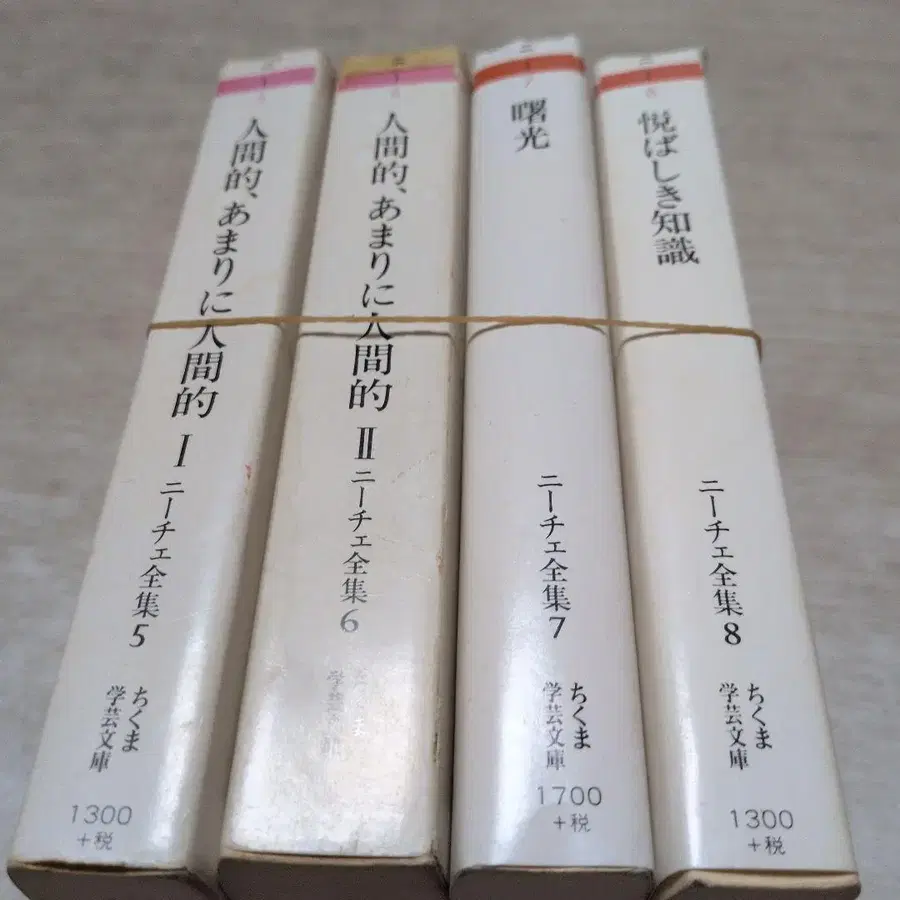 人間的、あまりに人間的 Ⅰ
ニーチェ全集5
ちくま
学芸文庫
1300
+税
人間的、あまりに人間的 Ⅱ
ニーチェ全集6
学芸
曙光
ニーチェ全集7
ちくま
学芸文庫
1700
+税
悦ばしき知識
ニーチェ全集8
ちくま
学芸文庫
1300
+税